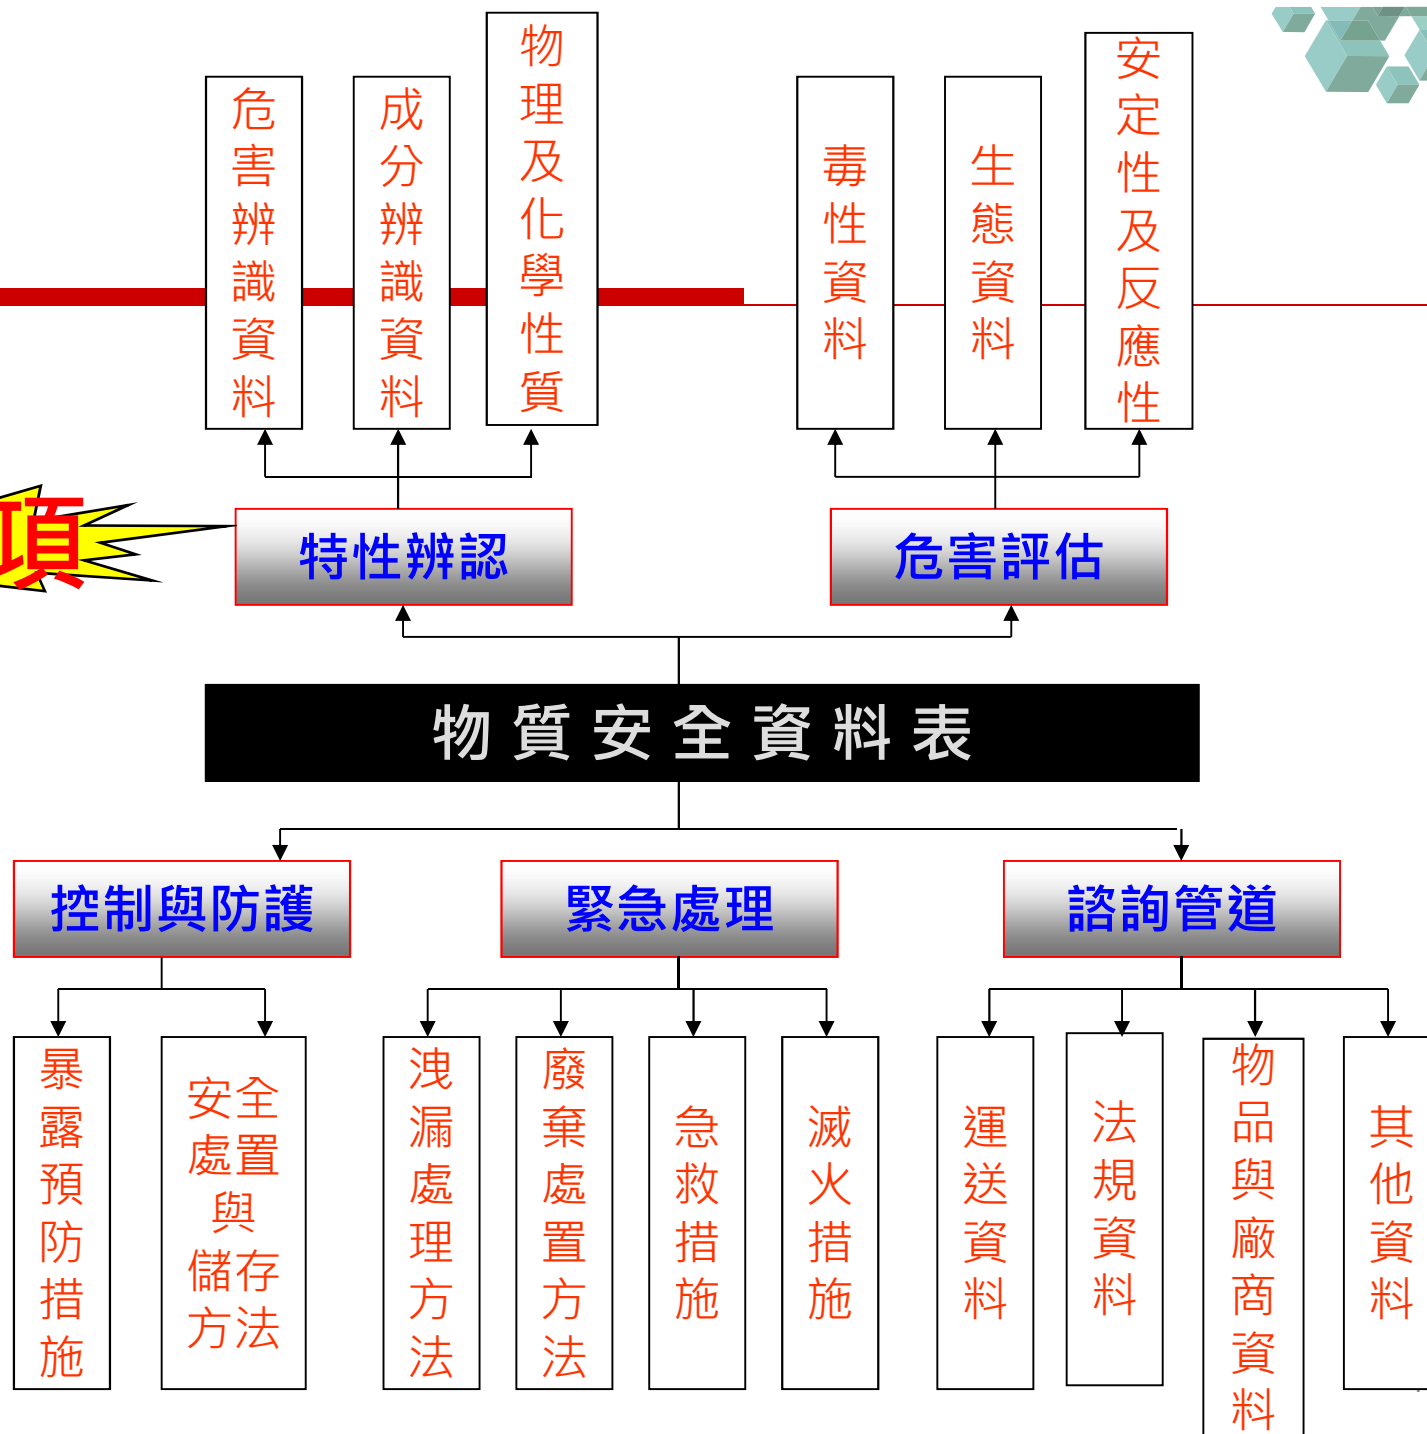 危害辨識資料
成分辨識資料
物理及化學性質
毒性資料
生態資料
安定性及反應性
項
特性辨認
危害評估
物質安全資料表
控制與防護
緊急處理
諮詢管道
暴露預防措施
安全
處置
與
儲存
方法
洩漏處理方法
廢棄處置方法
急救措施
滅火措施
運送資料
法規資料
物品與廠商資料
其他資料